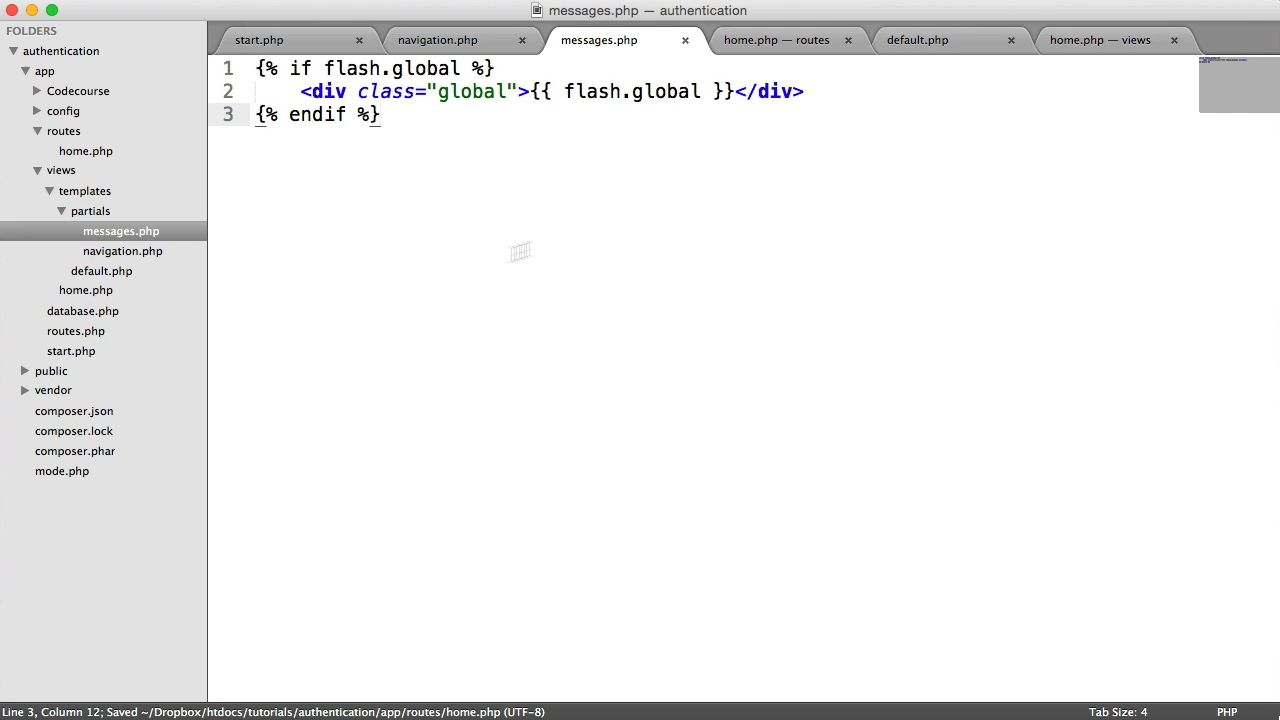 messages.php — authentication
FOLDERS
authentication
app
Codecourse
config
routes
home.php
views
templates
partials
messages.php
navigation.php
default.php
home.php
database.php
routes.php
start.php
public
vendor
composer.json
composer.lock
composer.phar
mode.php
start.php × navigation.php × messages.php × home.php — routes × default.php × home.php — views ×
1 {% if flash.global %}
2 <div class="global">{{ flash.global }}</div>
3 {% endif %}
Line 3, Column 12; Saved ~/Dropbox/htdocs/tutorials/authentication/app/routes/home.php (UTF-8) Tab Size: 4 PHP